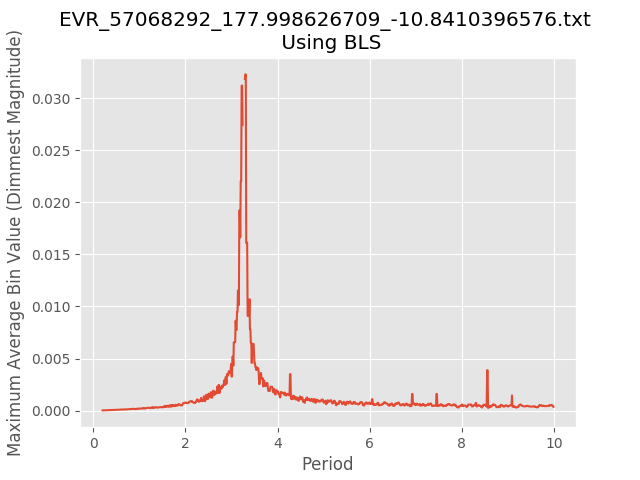 EVR_57068292_177.998626709_-10.8410396576.txt
Using BLS
Maximum Average Bin Value (Dimmest Magnitude)
0.030
0.025
0.020
0.015
0.010
0.005
0.000
0 2 4 6 8 10
Period